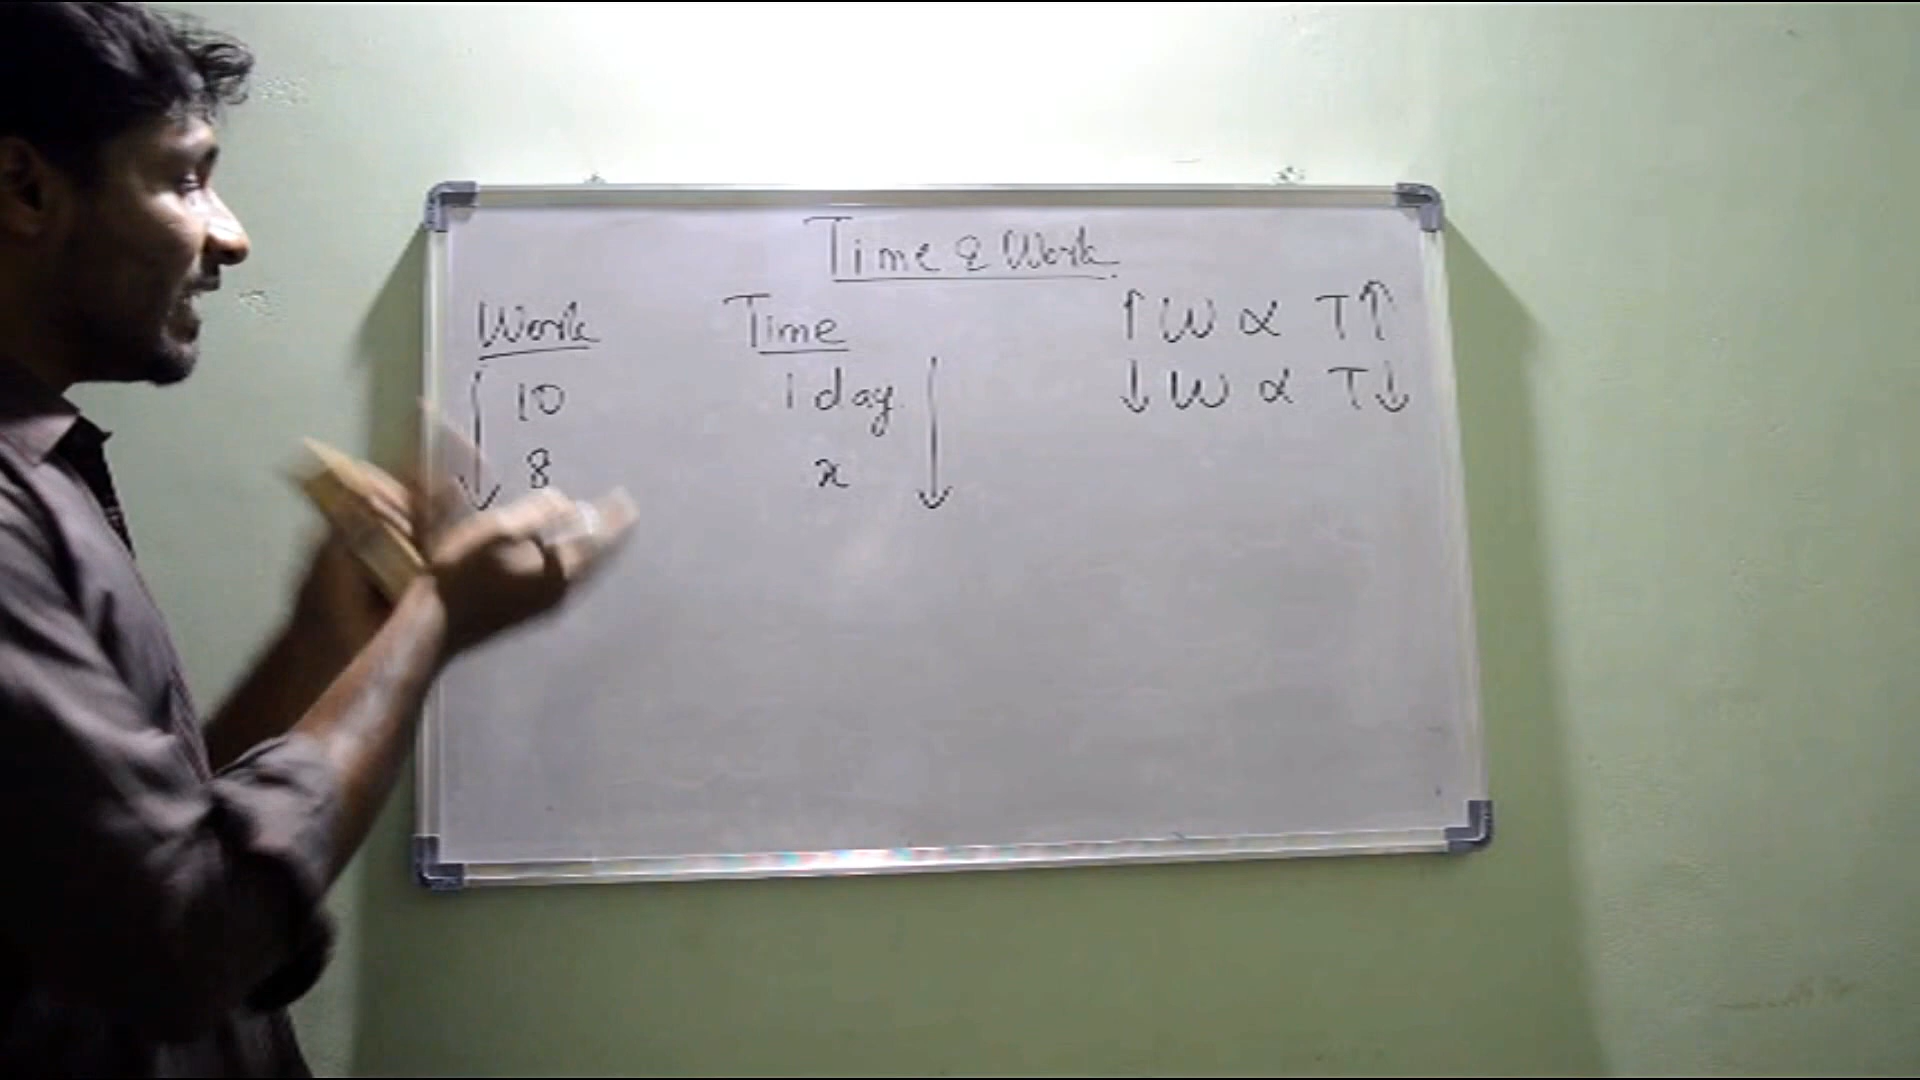 Time & Work
Work Time ↑ W ∝ T ↑
10 1 day ↓ W ∝ T ↓
8 x